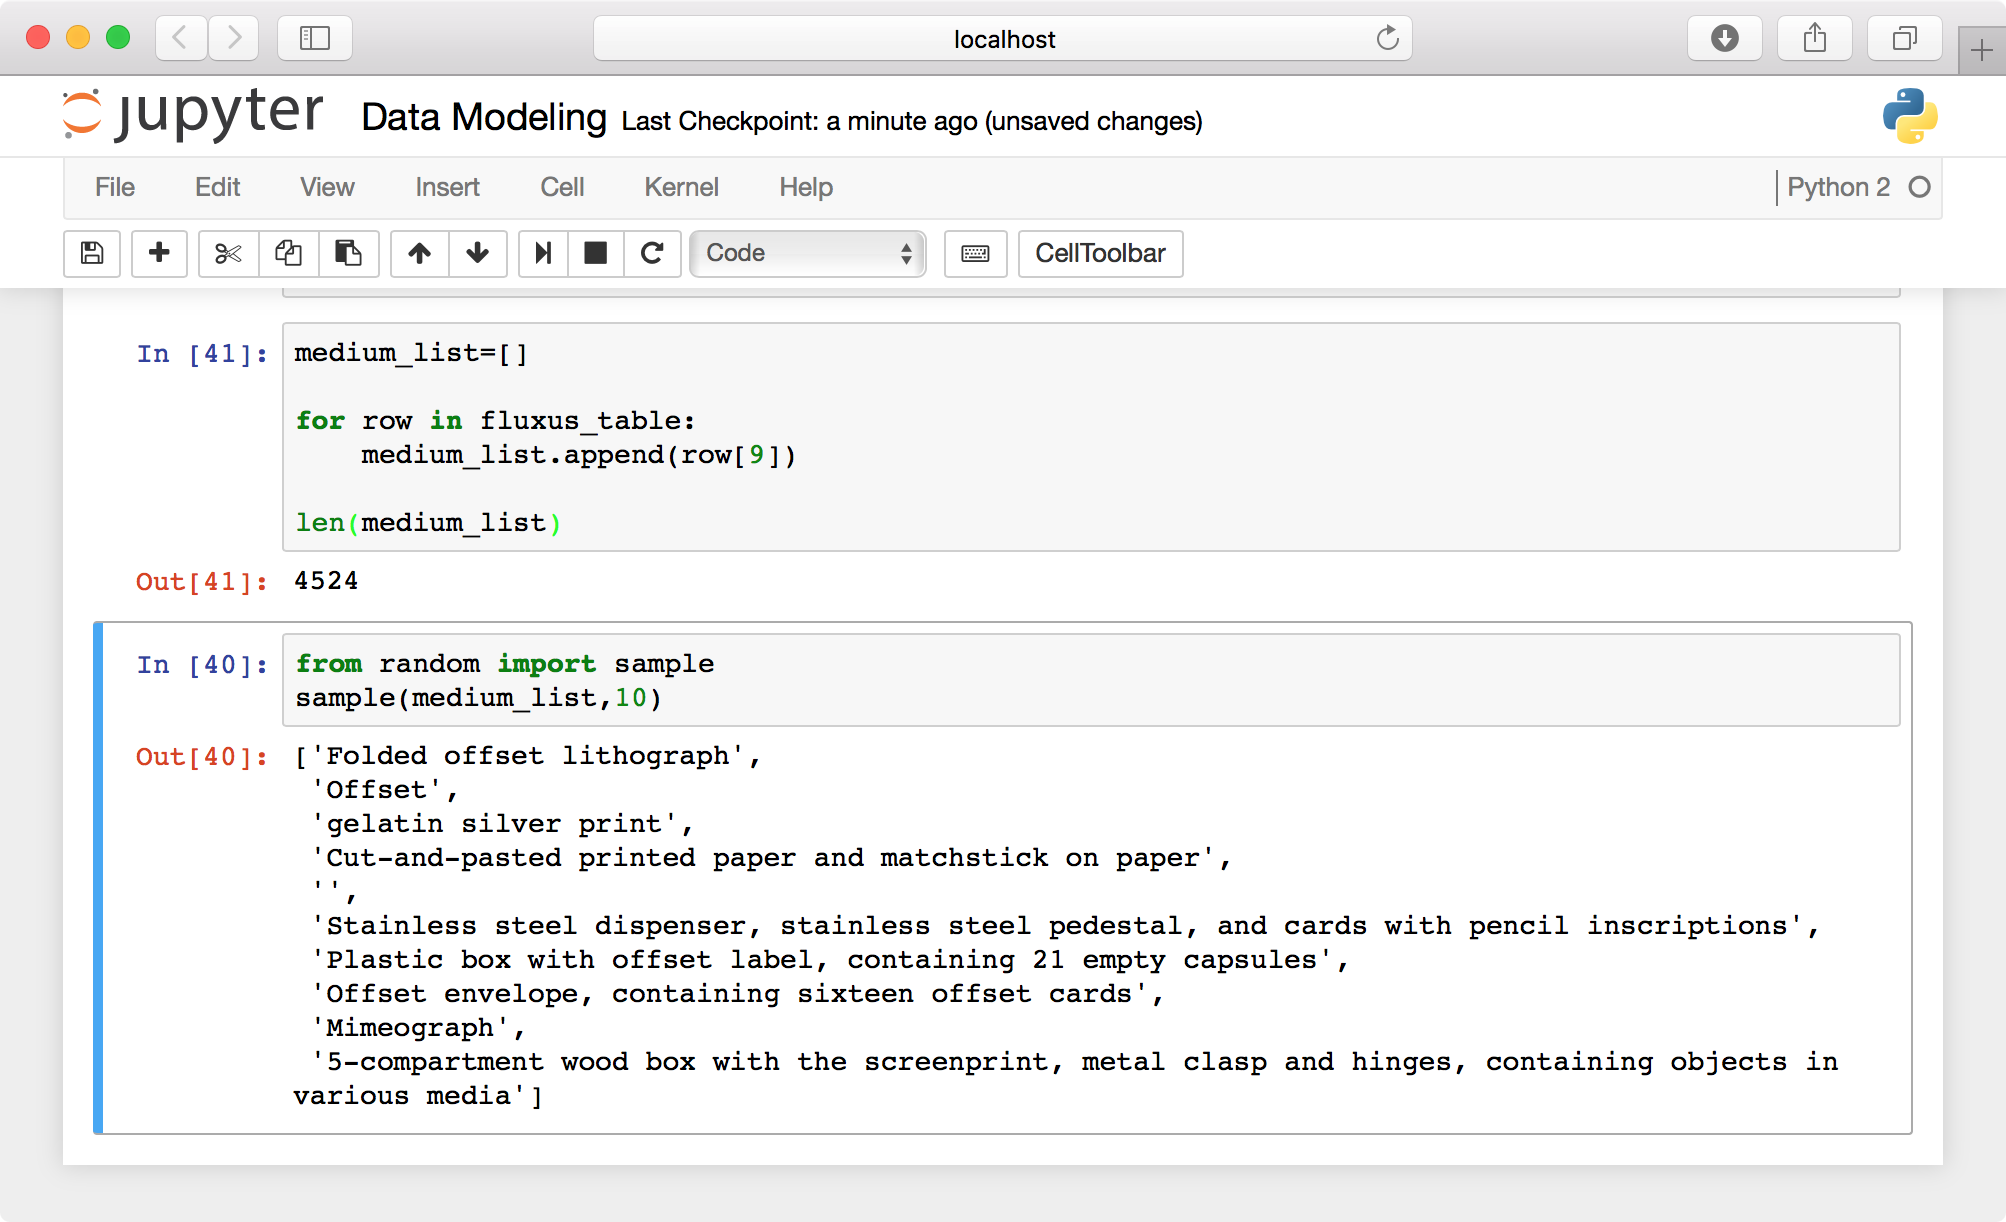 localhost
jupyter Data Modeling Last Checkpoint: a minute ago (unsaved changes)
File Edit View Insert Cell Kernel Help Python 2
Code CellToolbar
In [41]: medium_list=[]
for row in fluxus_table:
    medium_list.append(row[9])
len(medium_list)
Out[41]: 4524
In [40]: from random import sample
sample(medium_list,10)
Out[40]: ['Folded offset lithograph',
 'Offset',
 'gelatin silver print',
 'Cut-and-pasted printed paper and matchstick on paper',
 '',
 'Stainless steel dispenser, stainless steel pedestal, and cards with pencil inscriptions',
 'Plastic box with offset label, containing 21 empty capsules',
 'Offset envelope, containing sixteen offset cards',
 'Mimeograph',
 '5-compartment wood box with the screenprint, metal clasp and hinges, containing objects in
various media']